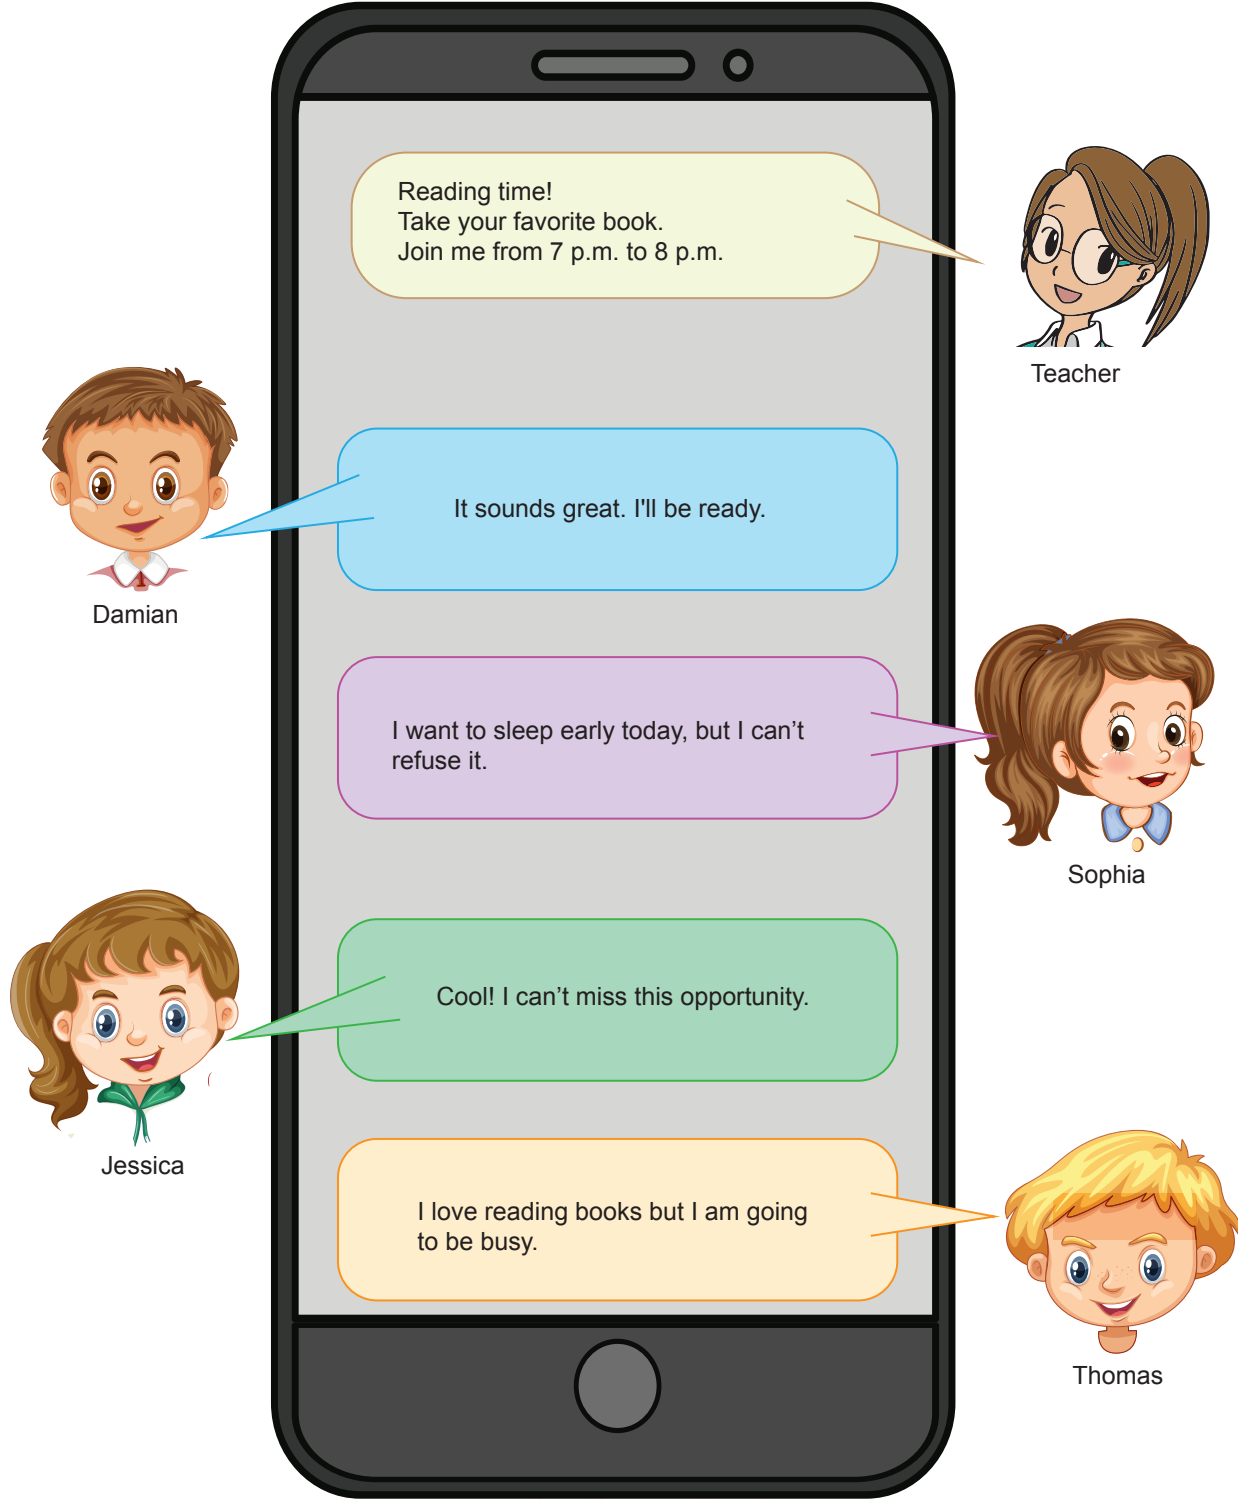 Reading time!
Take your favorite book.
Join me from 7 p.m. to 8 p.m.
Teacher
It sounds great. I'll be ready.
Damian
I want to sleep early today, but I can’t
refuse it.
Sophia
Cool! I can’t miss this opportunity.
Jessica
I love reading books but I am going
to be busy.
Thomas